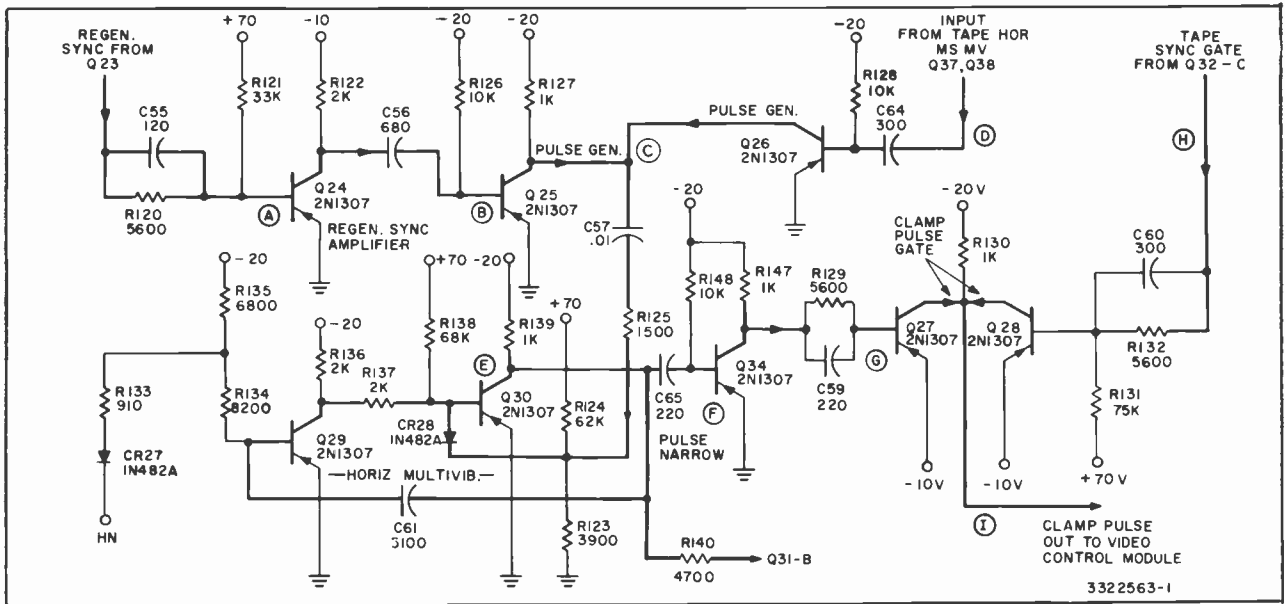 REGEN.
SYNC FROM
Q23
+70
-10
-20
-20
-20
INPUT
FROM TAPE HOR
MS MV
Q37,Q38
TAPE
SYNC GATE
FROM Q32-C
R121
33K
R122
2K
R126
10K
R127
1K
R128
10K
C55
120
C56
680
C64
300
PULSE GEN.
PULSE GEN.
C
D
H
Q26
2N1307
R120
5600
A
Q24
2N1307
REGEN. SYNC
AMPLIFIER
B
Q25
2N1307
C57
.01
-20
-20V
CLAMP
PULSE
GATE
R130
1K
C60
300
-20
R135
6800
-20
+70
-20
R138
68K
R139
1K
+70
R125
1500
R148
10K
R147
1K
R129
5600
R136
2K
R137
2K
E
Q27
2N1307
Q28
2N1307
R132
5600
R133
910
R134
8200
Q30
2N1307
C65
220
Q34
2N1307
C59
220
G
R131
75K
CR28
1N482A
R124
62K
F
PULSE
NARROW
CR27
1N482A
Q29
2N1307
-HORIZ MULTIVIB.-
-10V
-10V
+70V
HN
C61
R123
3900
I
CLAMP PULSE
OUT TO VIDEO
CONTROL MODULE
R140
4700
Q31-B
3322563-1